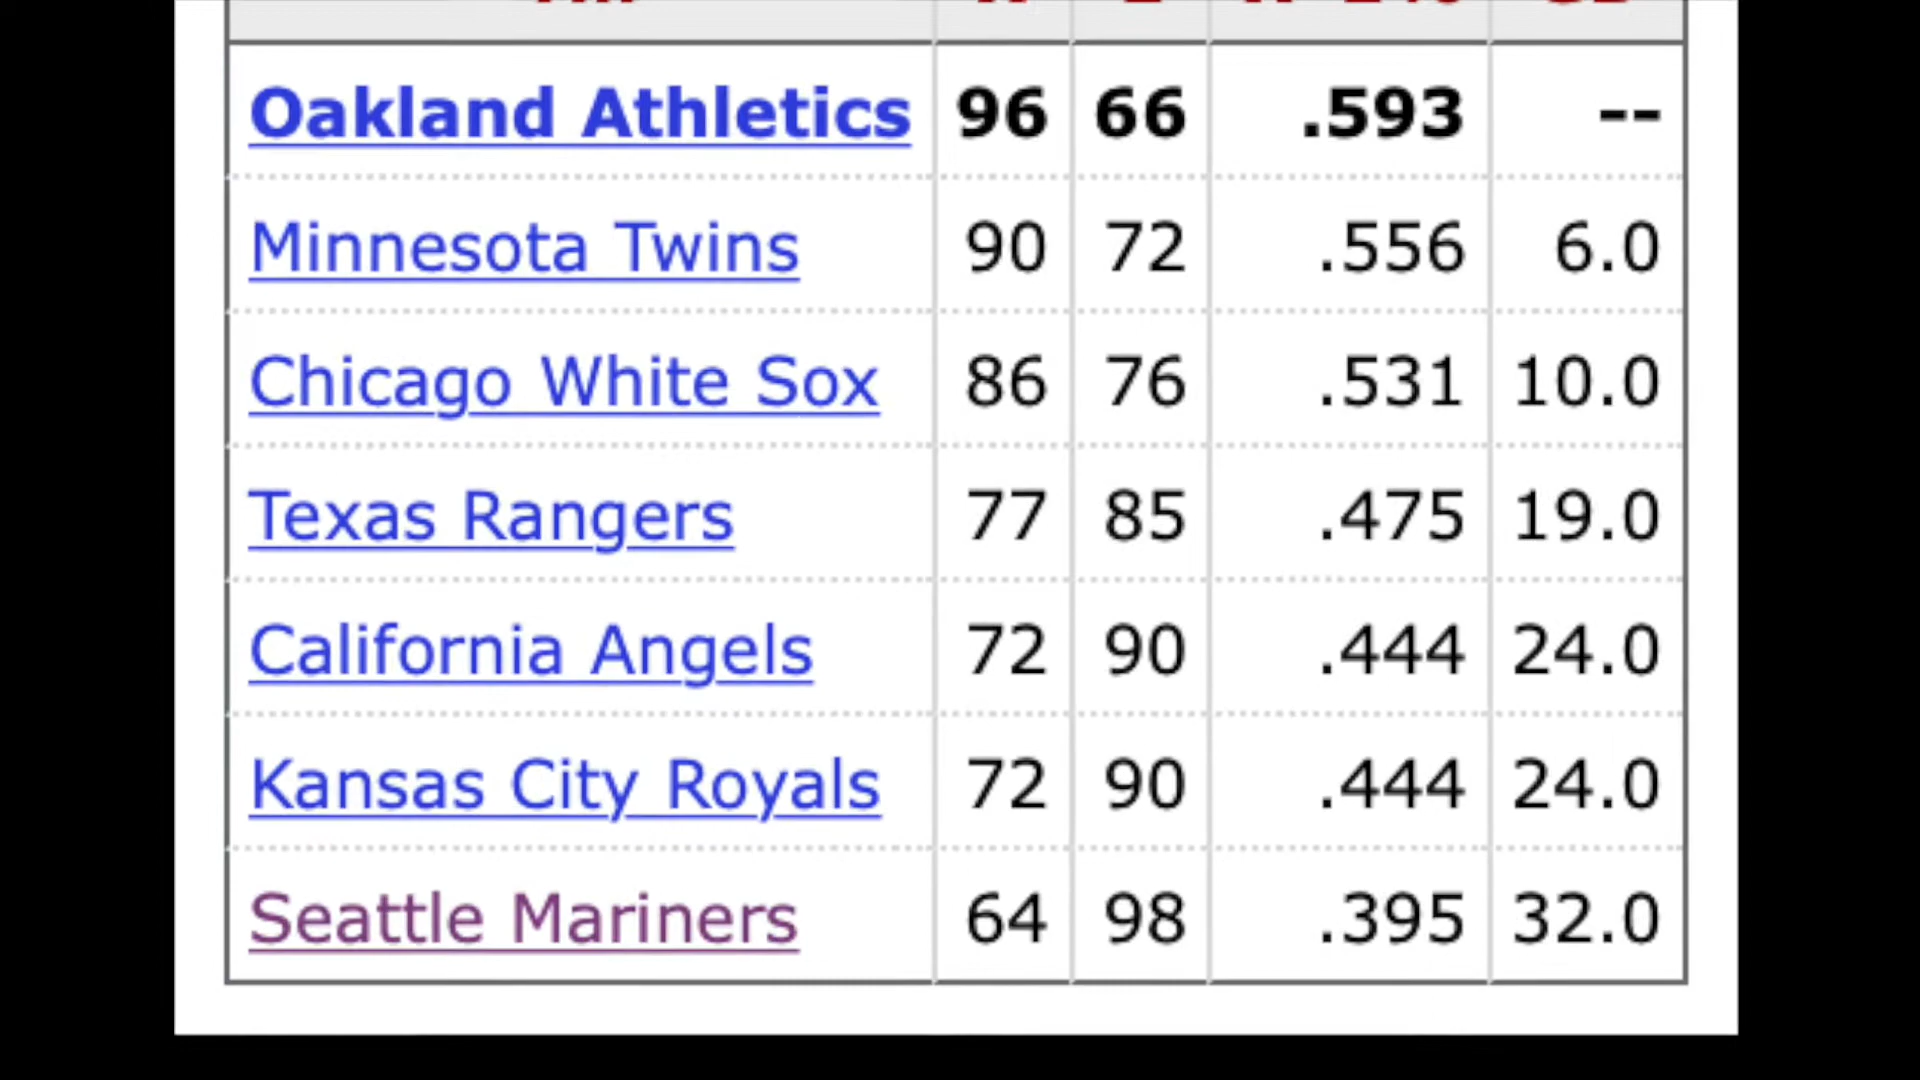 Oakland Athletics 96 66 .593 --
Minnesota Twins 90 72 .556 6.0
Chicago White Sox 86 76 .531 10.0
Texas Rangers 77 85 .475 19.0
California Angels 72 90 .444 24.0
Kansas City Royals 72 90 .444 24.0
Seattle Mariners 64 98 .395 32.0